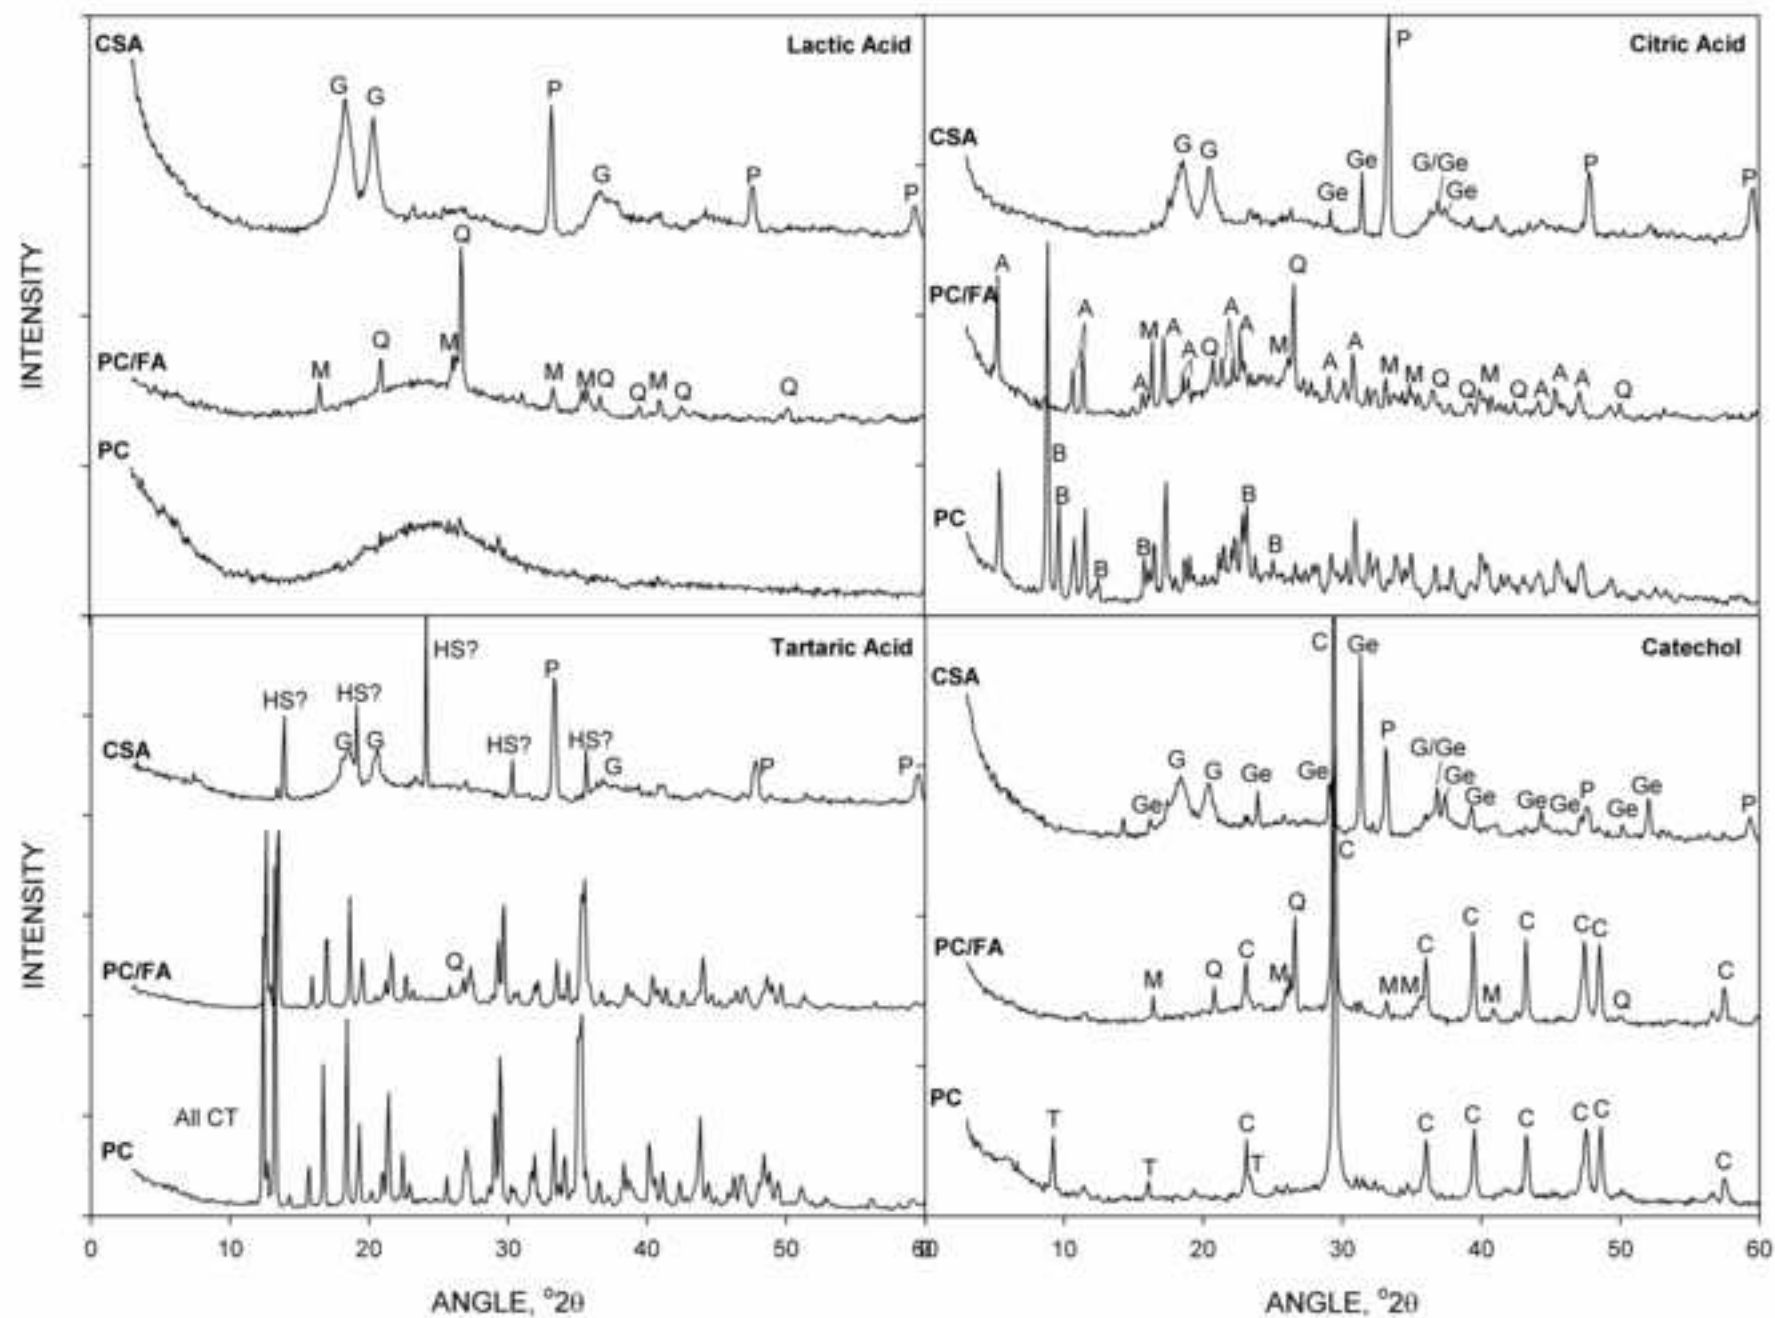 CSA Lactic Acid
G G P G P P
Q
PC/FA
M Q M M M Q Q M Q Q
PC
INTENSITY
Citric Acid
P
CSA
G G Ge Ge G/Ge Ge P P
PC/FA
A A A M A A Q A A M Q A A M M Q Q M Q A A A Q
B B B B B B
PC
Tartaric Acid
HS? HS? HS? HS? HS?
P
CSA
G G G P P
PC/FA
Q
All CT
PC
INTENSITY
Catechol
C Ge
CSA
G G Ge Ge Ge P G/Ge Ge Ge Ge Ge P Ge Ge P
C
PC/FA
M Q C M Q M M C C M C C C Q C
PC
T T C T C C C C C C
0 10 20 30 40 50 60
0 10 20 30 40 50 60
ANGLE, °2θ
ANGLE, °2θ